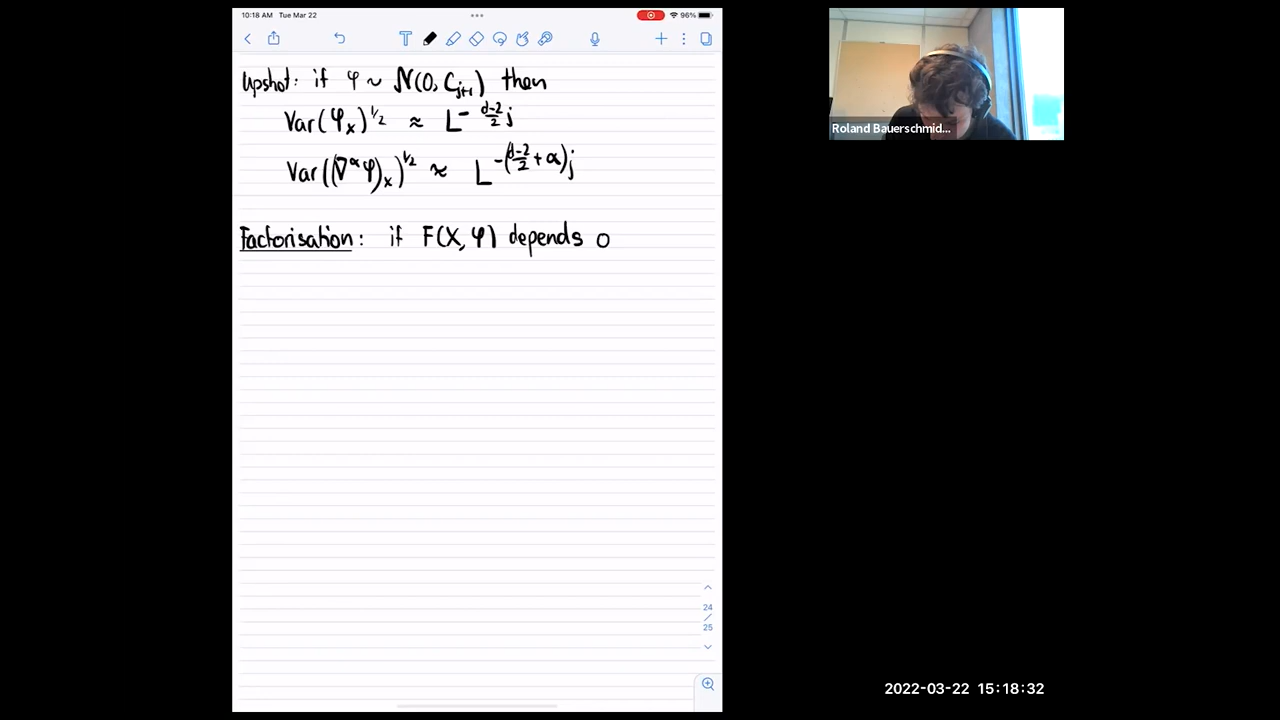 10:18 AM Tue Mar 22
96%
T
Upshot: if φ ~ N(0, C_{j+1}) then
Var(φ_x)^{1/2} ≈ L^{-\frac{d-2}{2}j}
Var((∇^α φ)_x)^{1/2} ≈ L^{-(\frac{d-2}{2}+α)j}
Factorisation: if F(X, φ) depends o
24
/
25
Roland Bauerschmid...
2022-03-22 15:18:32